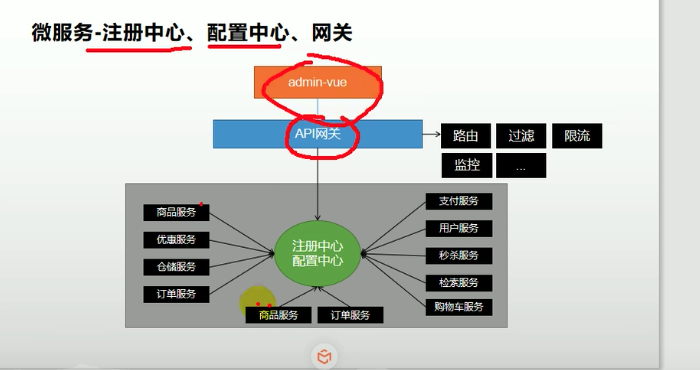 微服务-注册中心、配置中心、网关
admin-vue
API网关
路由
过滤
限流
监控
...
商品服务
优惠服务
仓储服务
订单服务
注册中心
配置中心
支付服务
用户服务
秒杀服务
检索服务
购物车服务
商品服务
订单服务